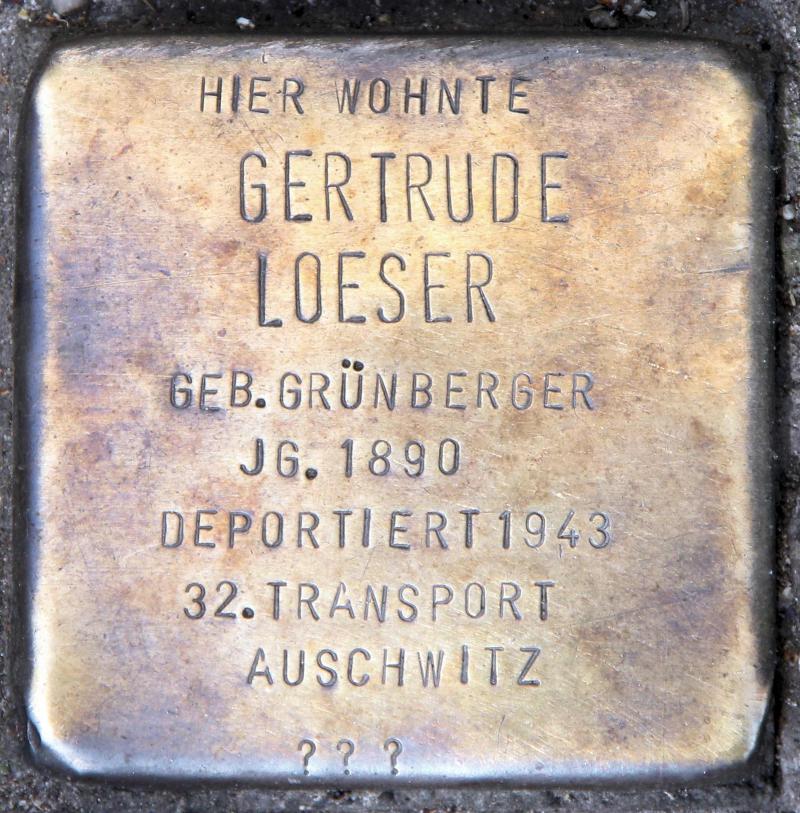 HIER WOHNTE
GERTRUDE
LOESER
GEB. GRÜNBERGER
JG. 1890
DEPORTIERT 1943
32. TRANSPORT
AUSCHWITZ
? ? ?